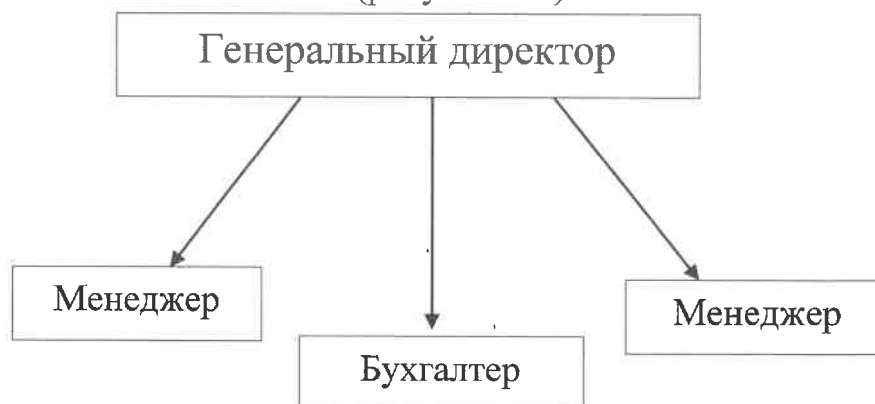 Генеральный директор
Менеджер
Менеджер
Бухгалтер